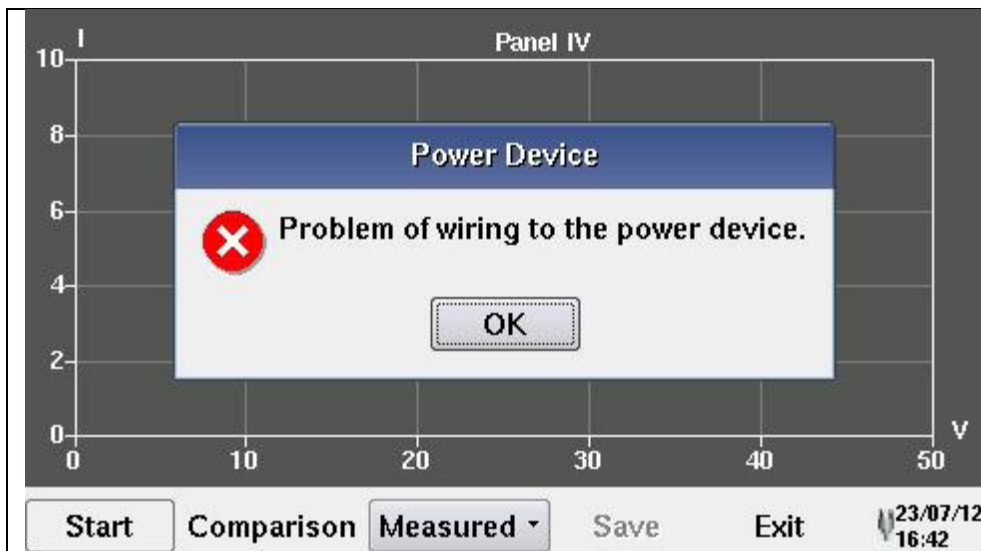 I
Panel IV
10
8
6
4
2
0
Power Device
Problem of wiring to the power device.
OK
0 10 20 30 40 50
V
Start Comparison Measured Save Exit 23/07/12
16:42